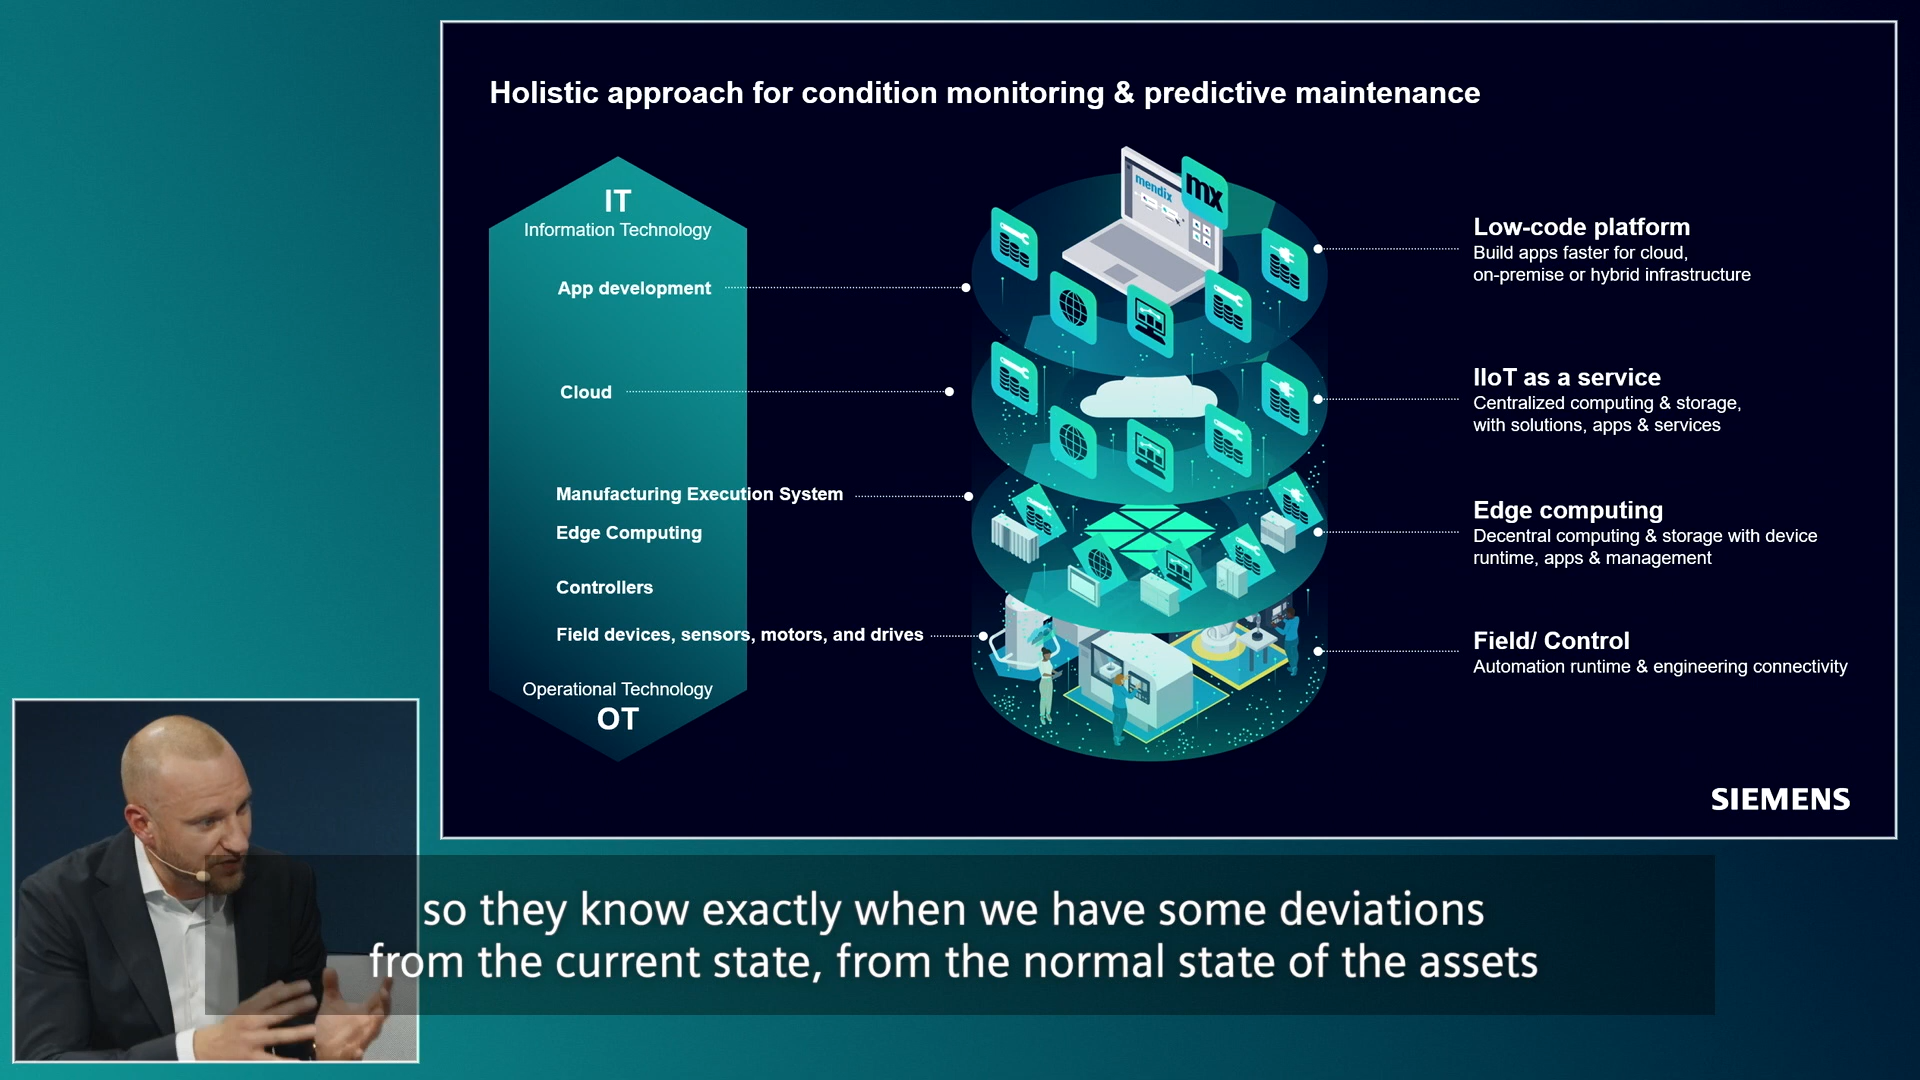 Holistic approach for condition monitoring & predictive maintenance
IT
Information Technology
App development
Cloud
Manufacturing Execution System
Edge Computing
Controllers
Field devices, sensors, motors, and drives
Operational Technology
OT
mendix
mx
Low-code platform
Build apps faster for cloud,
on-premise or hybrid infrastructure
IIoT as a service
Centralized computing & storage,
with solutions, apps & services
Edge computing
Decentral computing & storage with device
runtime, apps & management
Field/ Control
Automation runtime & engineering connectivity
SIEMENS
so they know exactly when we have some deviations
from the current state, from the normal state of the assets